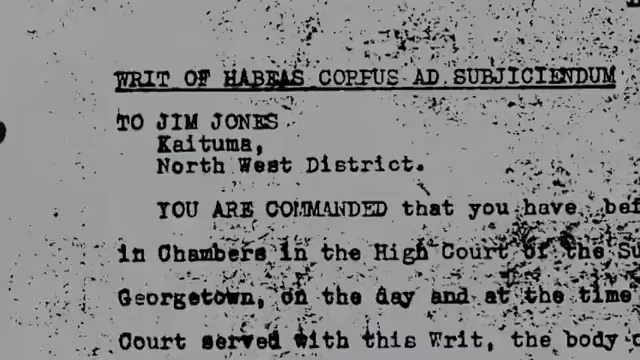 WRIT OF HABEAS CORPUS AD SUBJICIENDUM
TO JIM JONES
Kaituma,
North West District.
YOU ARE COMMANDED that you have bef
in Chambers in the High Court of the Su
Georgetown, on the day and at the time
Court served with this Writ, the body o